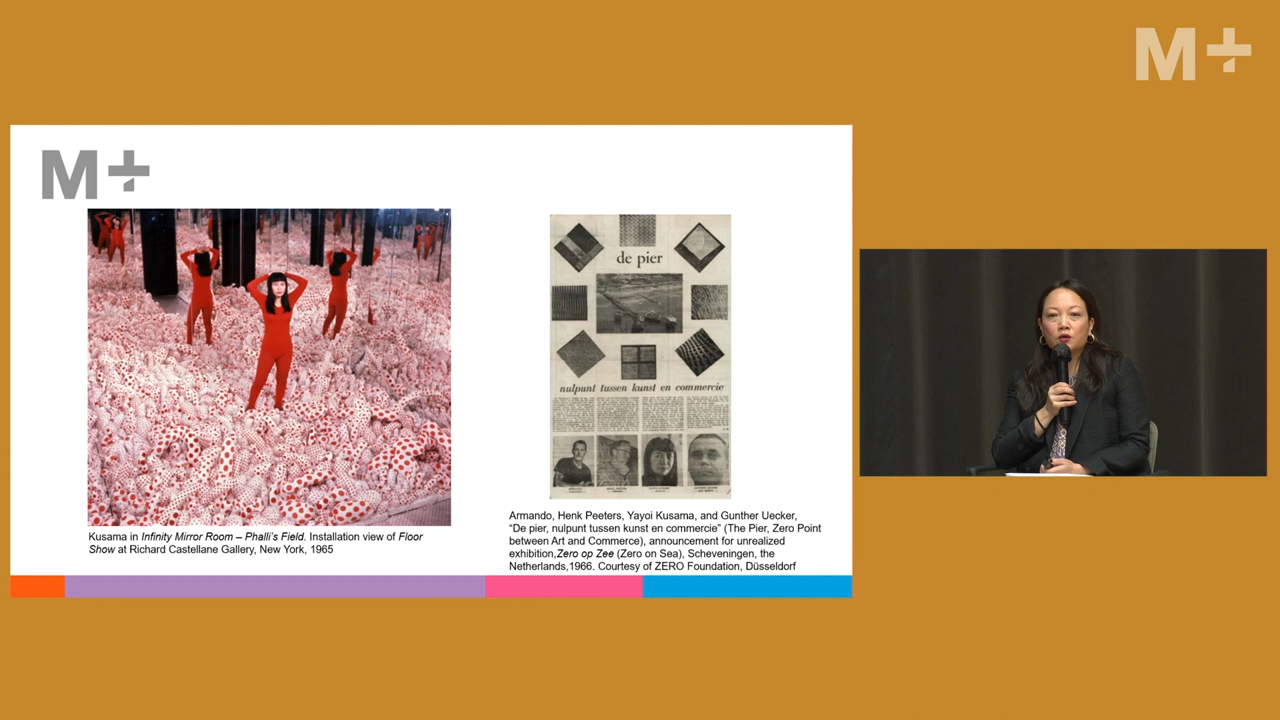 M+
M+
de pier
nulpunt tussen kunst en commercie
Kusama in Infinity Mirror Room – Phalli's Field. Installation view of Floor
Show at Richard Castellane Gallery, New York, 1965
Armando, Henk Peeters, Yayoi Kusama, and Gunther Uecker,
“De pier, nulpunt tussen kunst en commercie” (The Pier, Zero Point
between Art and Commerce), announcement for unrealized
exhibition,Zero op Zee (Zero on Sea), Scheveningen, the
Netherlands,1966. Courtesy of ZERO Foundation, Düsseldorf